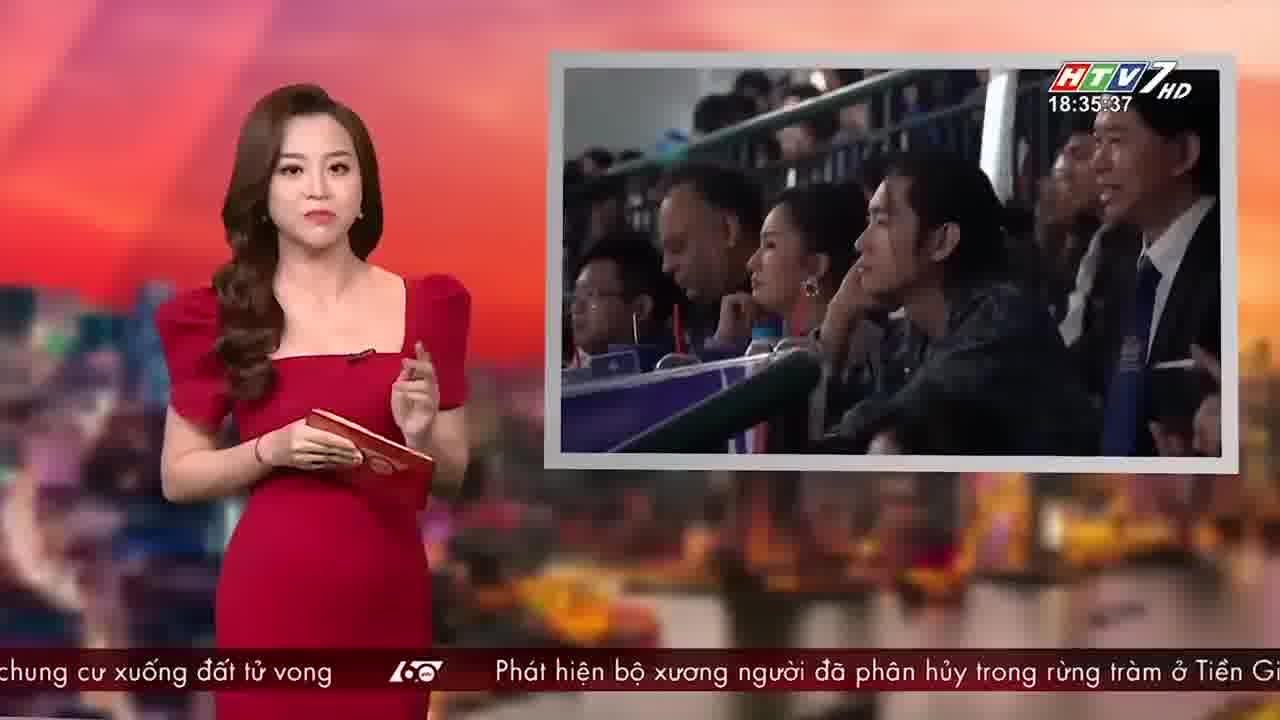 HTV7 HD
18:35:37
chung cư xuống đất tử vong 60 Phát hiện bộ xương người đã phân hủy trong rừng tràm ở Tiền Gi